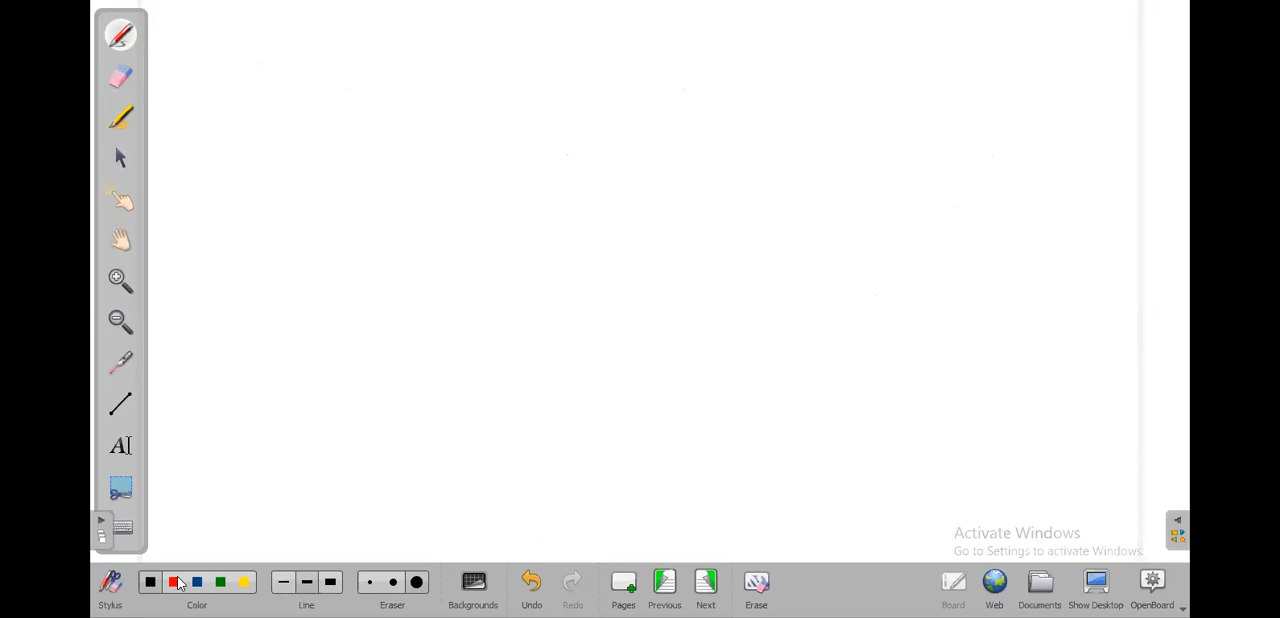 A
Activate Windows
Go to Settings to activate Windows.
Stylus
Color
Line
Eraser
Backgrounds
Undo
Redo
Pages
Previous
Next
Erase
Board
Web
Documents
Show Desktop
OpenBoard